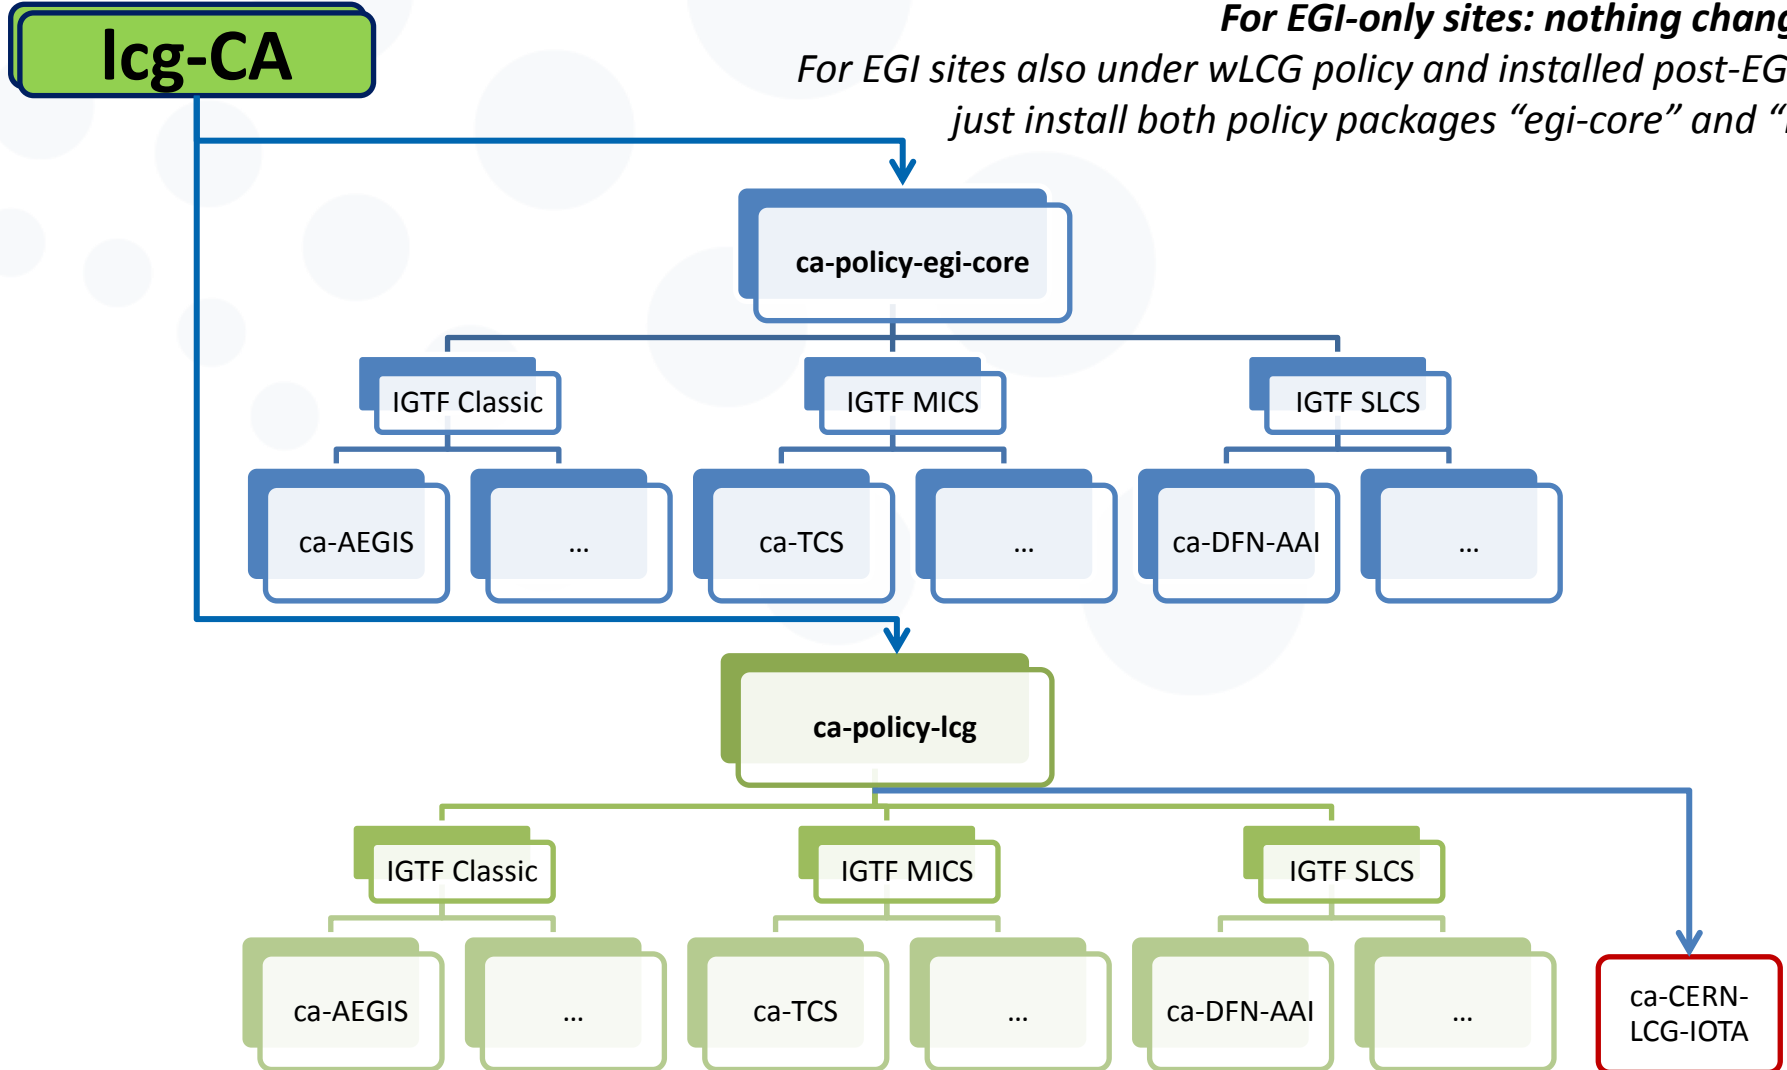 lcg-CA
For EGI-only sites: nothing chang
For EGI sites also under wLCG policy and installed post-EG
just install both policy packages “egi-core” and “
ca-policy-egi-core
IGTF Classic
IGTF MICS
IGTF SLCS
ca-AEGIS
...
ca-TCS
...
ca-DFN-AAI
...
ca-policy-lcg
IGTF Classic
IGTF MICS
IGTF SLCS
ca-AEGIS
...
ca-TCS
...
ca-DFN-AAI
...
ca-CERN-
LCG-IOTA